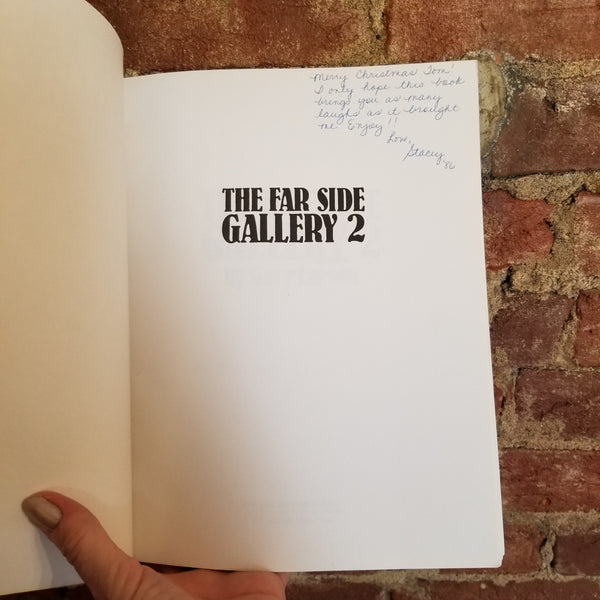 Merry Christmas Tom!
I only hope this book
brings you as many
laughs as it brought
me. Enjoy!!
Love,
Stacey
'86
THE FAR SIDE
GALLERY 2